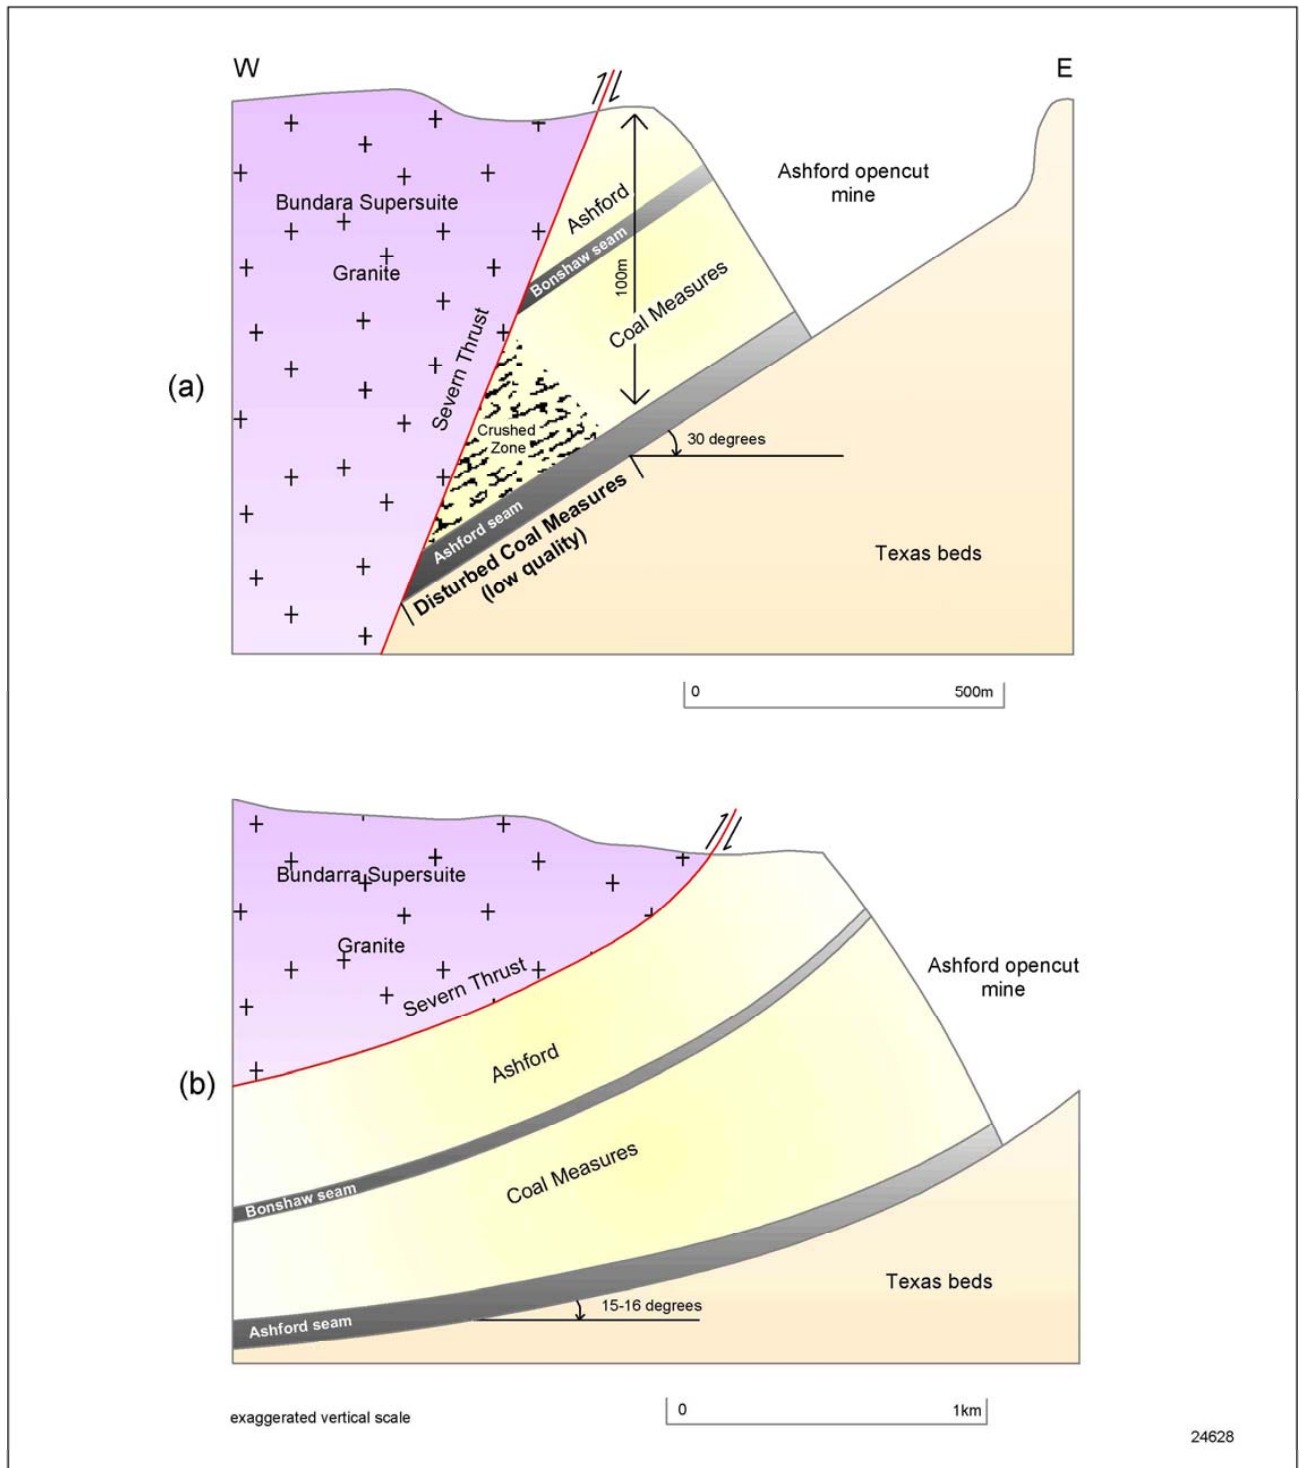 W
E
Ashford opencut
mine
Bundara Supersuite
Granite
Ashford
Bonshaw seam
100m
Coal Measures
Severn Thrust
(a)
Crushed
Zone
30 degrees
Ashford seam
Disturbed Coal Measures
(low quality)
Texas beds
0
500m
Bundarra Supersuite
Granite
Severn Thrust
Ashford opencut
mine
Ashford
(b)
Coal Measures
Bonshaw seam
Texas beds
15-16 degrees
Ashford seam
exaggerated vertical scale
0
1km
24628